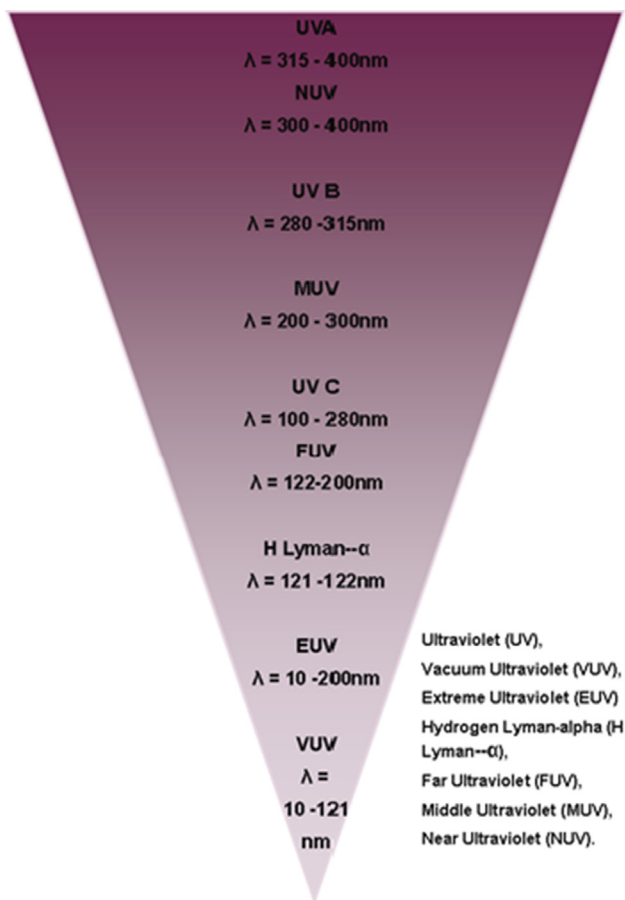 UVA
λ = 315 - 400nm
NUV
λ = 300 - 400nm
UV B
λ = 280 -315nm
MUV
λ = 200 - 300nm
UV C
λ = 100 - 280nm
FUV
λ = 122-200nm
H Lyman--α
λ = 121 -122nm
EUV
λ = 10 -200nm
VUV
λ =
10 -121
nm
Ultraviolet (UV),
Vacuum Ultraviolet (VUV),
Extreme Ultraviolet (EUV)
Hydrogen Lyman-alpha (H
Lyman--α),
Far Ultraviolet (FUV),
Middle Ultraviolet (MUV),
Near Ultraviolet (NUV).